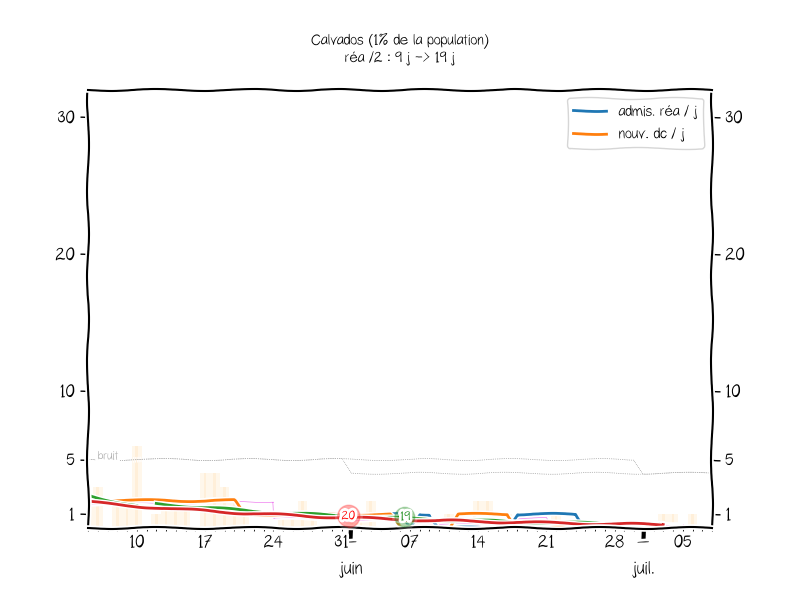 Calvados (1% de la population)
réa /2 : 9 j -> 19 j
admis. réa / j
nouv. dc / j
30
20
10
5
1
30
20
10
5
1
bruit
20
19
10 17 24 31 07 14 21 28 05
juin juil.